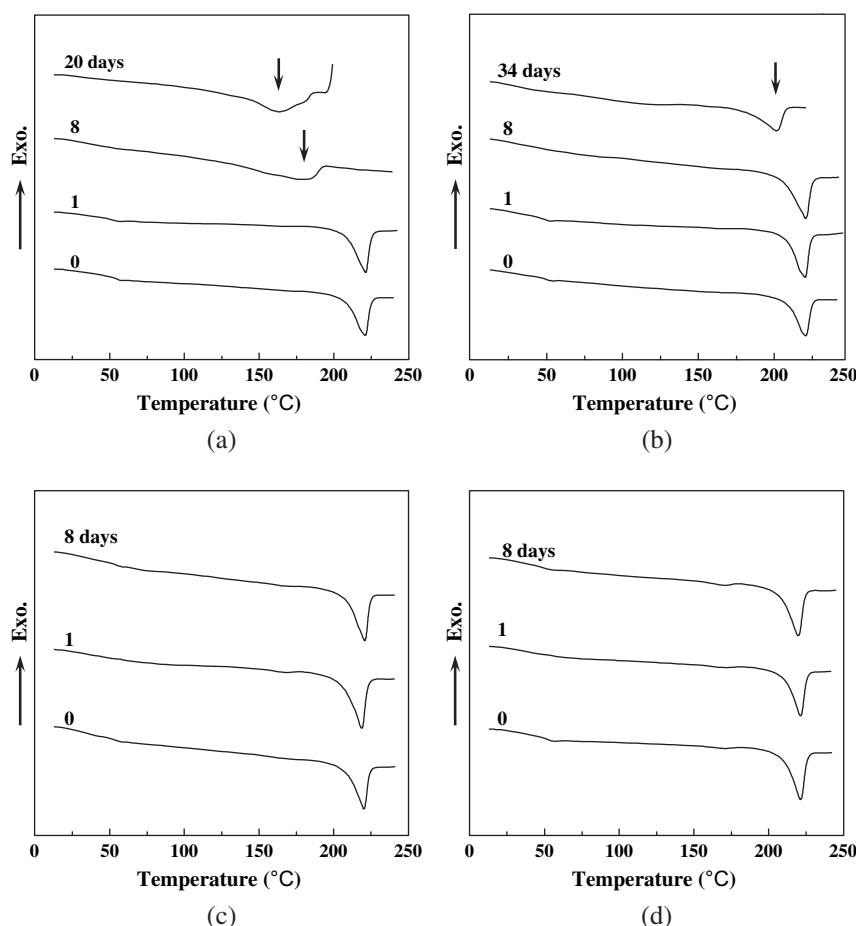 20 days
8
1
0
Exo.
0 50 100 150 200 250
Temperature (°C)
(a)
34 days
8
1
0
Exo.
0 50 100 150 200 250
Temperature (°C)
(b)
8 days
1
0
Exo.
0 50 100 150 200 250
Temperature (°C)
(c)
8 days
1
0
Exo.
0 50 100 150 200 250
Temperature (°C)
(d)